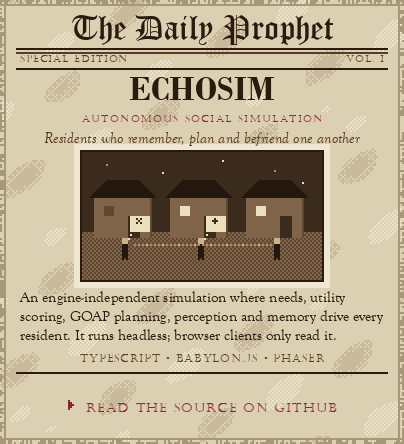 The Daily Prophet
SPECIAL EDITION VOL. I
ECHOSIM
AUTONOMOUS SOCIAL SIMULATION
Residents who remember, plan and befriend one another
An engine-independent simulation where needs, utility
scoring, GOAP planning, perception and memory drive every
resident. It runs headless; browser clients only read it.
TYPESCRIPT • BABYLON.JS • PHASER
READ THE SOURCE ON GITHUB